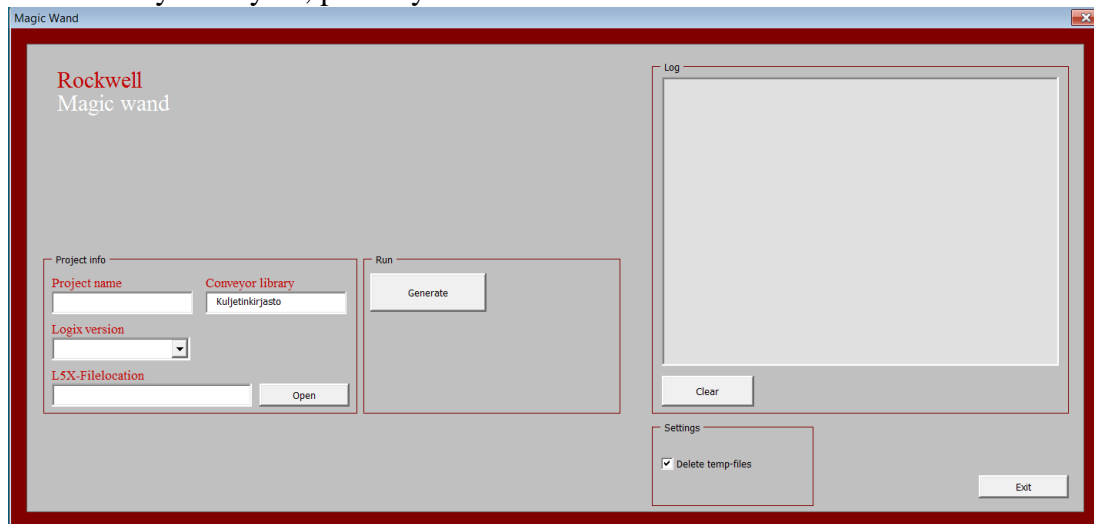 Magic Wand
Rockwell
Magic wand
Log
Project info
Run
Project name
Conveyor library
Kuljetinkirjasto
Generate
Logix version
L5X-Filelocation
Open
Clear
Settings
Delete temp-files
Exit